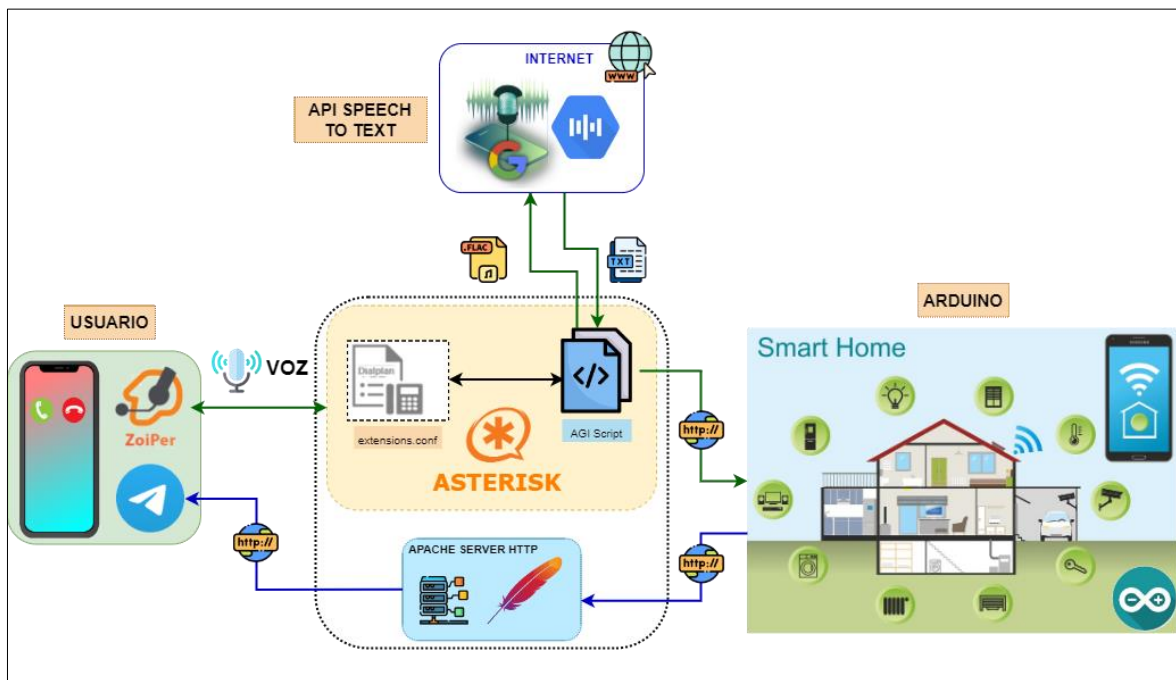 INTERNET
WWW
API SPEECH
TO TEXT
.FLAC
TXT
USUARIO
VOZ
ZoiPer
http://
Dialplan
extensions.conf
</>
AGI Script
ASTERISK
http://
APACHE SERVER HTTP
http://
ARDUINO
Smart Home